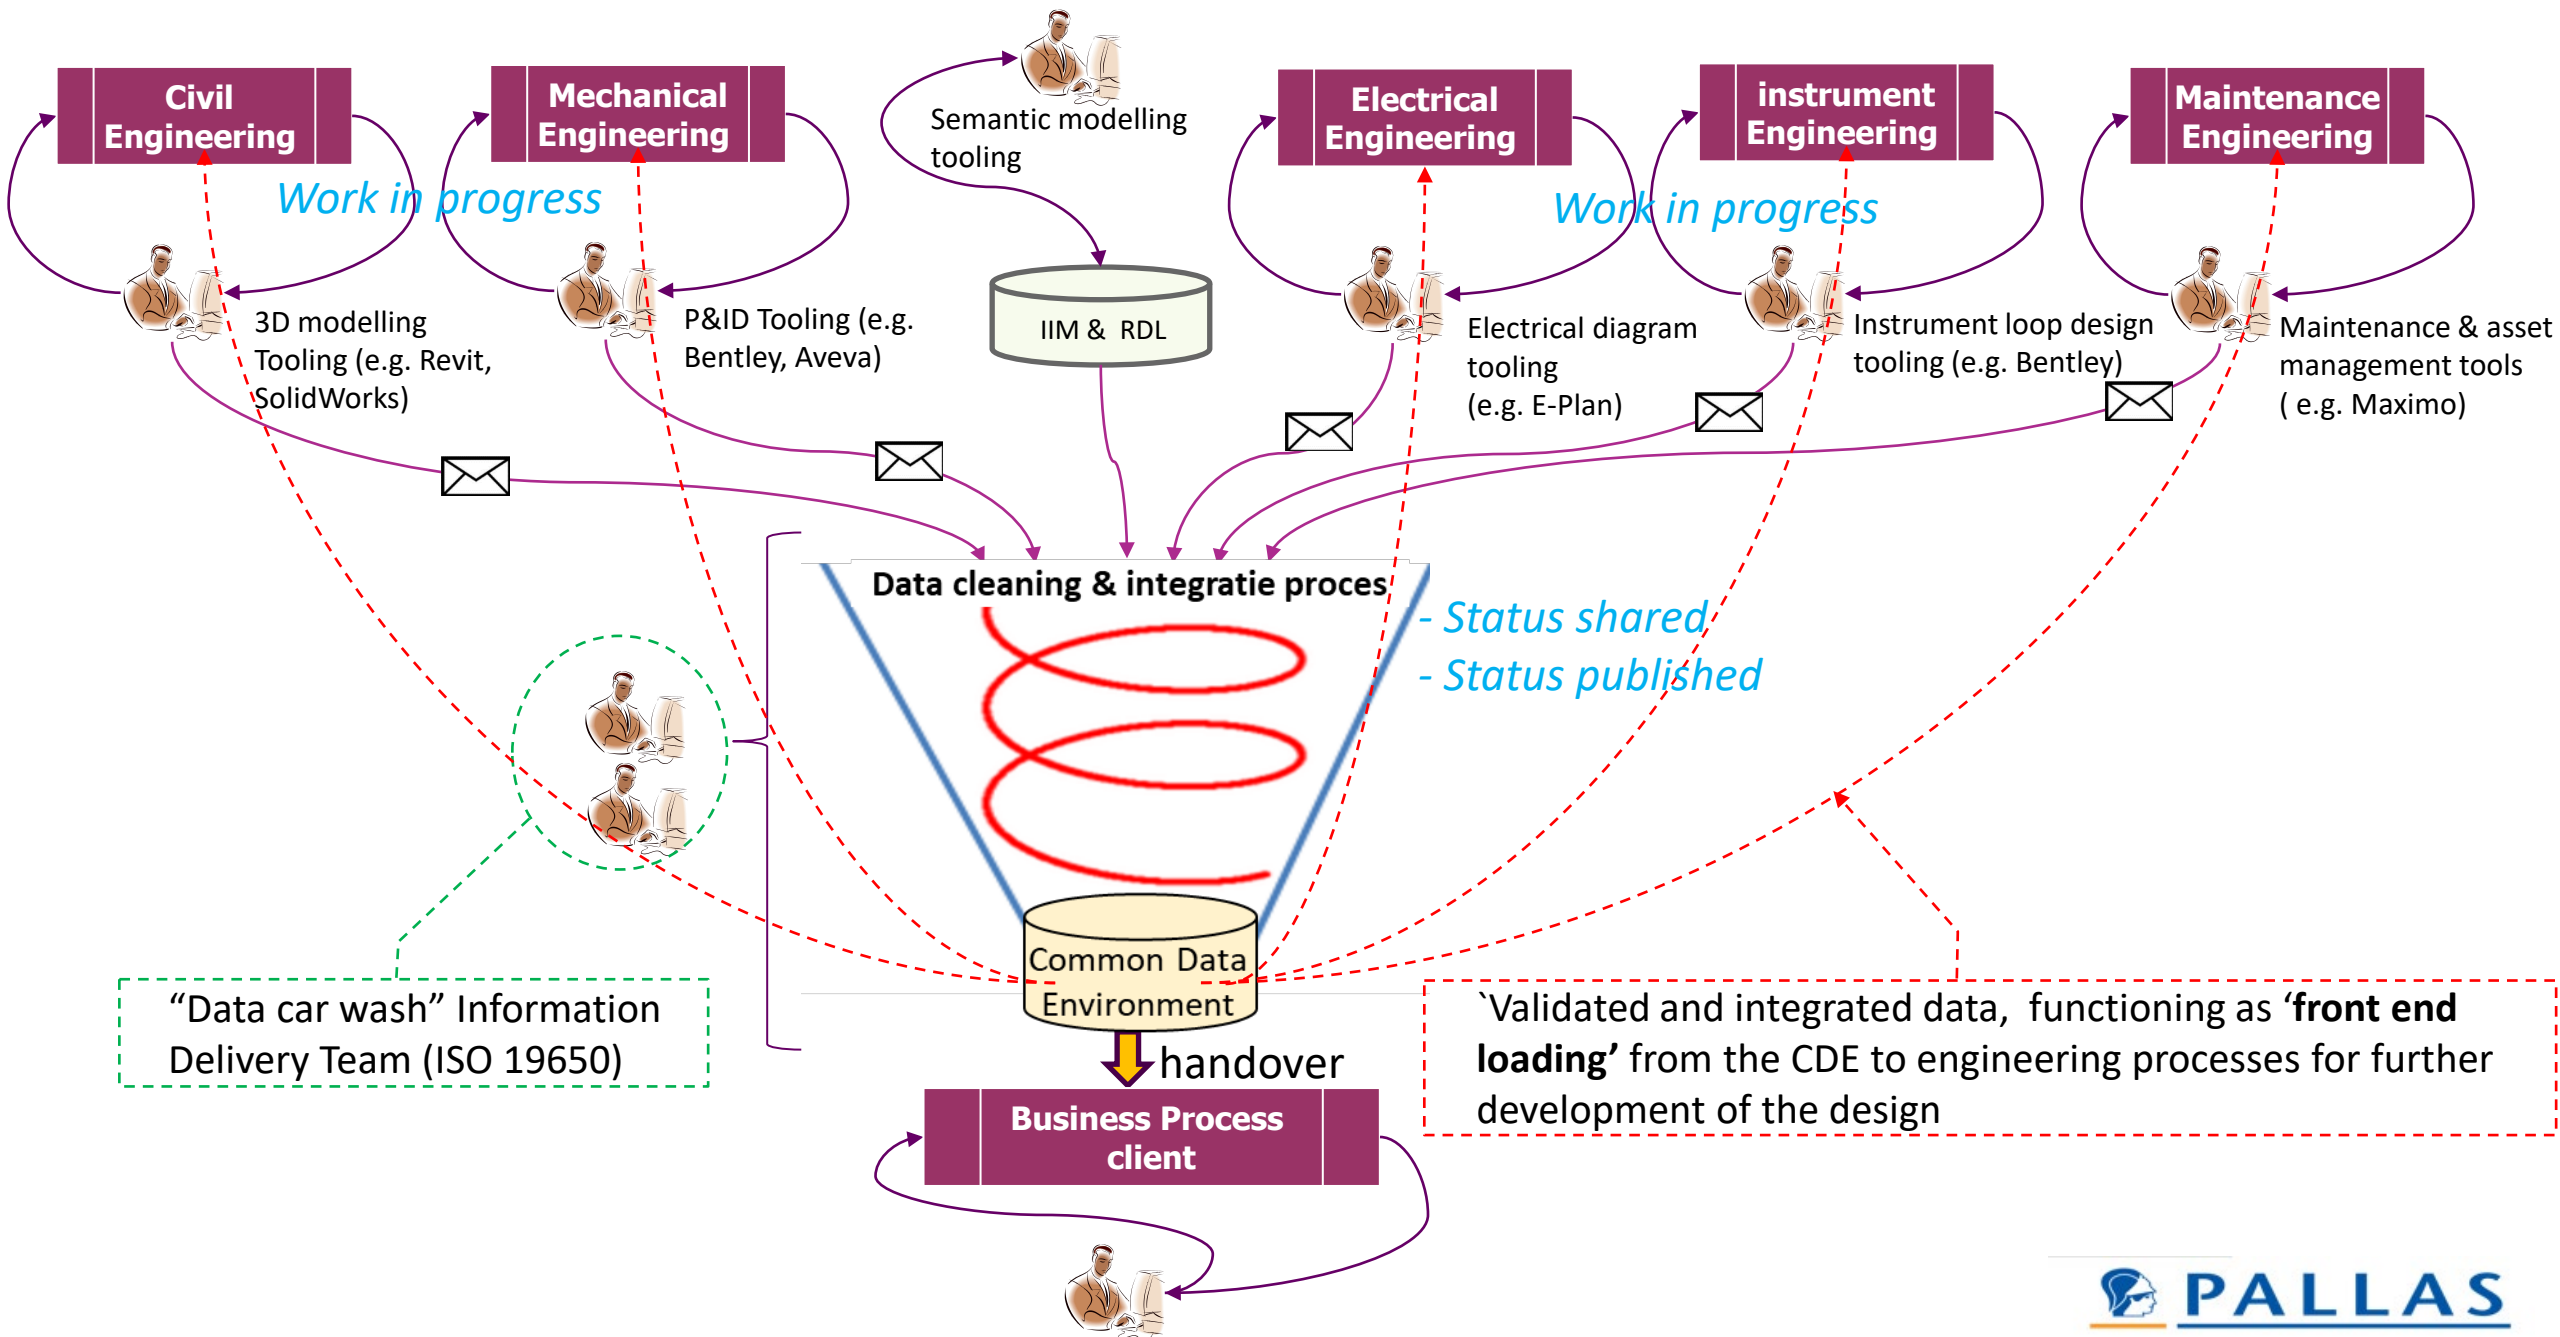 Civil
Engineering
Mechanical
Engineering
Semantic modelling
tooling
Electrical
Engineering
instrument
Engineering
Maintenance
Engineering
Work in progress
Work in progress
3D modelling
Tooling (e.g. Revit,
SolidWorks)
P&ID Tooling (e.g.
Bentley, Aveva)
IIM & RDL
Electrical diagram
tooling
(e.g. E-Plan)
Instrument loop design
tooling (e.g. Bentley)
Maintenance & asset
management tools
( e.g. Maximo)
Data cleaning & integratie proces
- Status shared
- Status published
Common Data
Environment
“Data car wash” Information
Delivery Team (ISO 19650)
`Validated and integrated data, functioning as ‘front end
loading’ from the CDE to engineering processes for further
development of the design
handover
Business Process
client
PALLAS